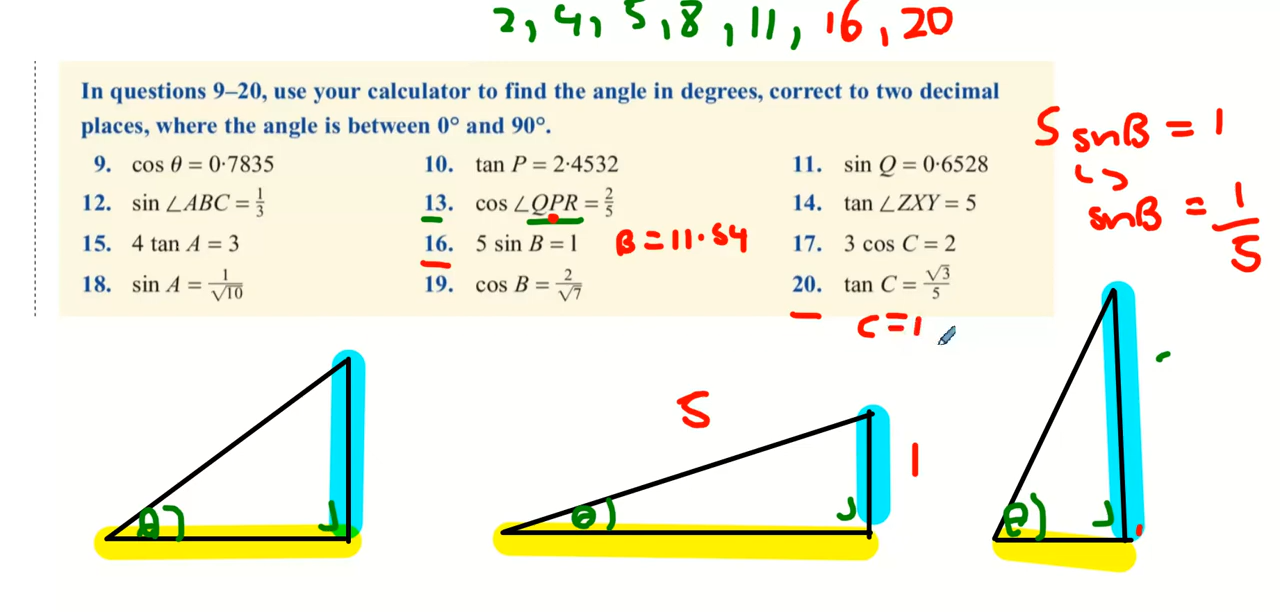 2, 4, 5, 8, 11, 16, 20
In questions 9–20, use your calculator to find the angle in degrees, correct to two decimal
places, where the angle is between 0° and 90°.
9. cos θ = 0·7835
10. tan P = 2·4532
11. sin Q = 0·6528
12. sin ∠ABC = 1/3
13. cos ∠QPR = 2/5
14. tan ∠ZXY = 5
15. 4 tan A = 3
16. 5 sin B = 1
B = 11.54
17. 3 cos C = 2
18. sin A = 1/√10
19. cos B = 2/√7
20. tan C = √3/5
C = 1
5 sin B = 1
sin B = 1/5
θ
5
θ
1
θ